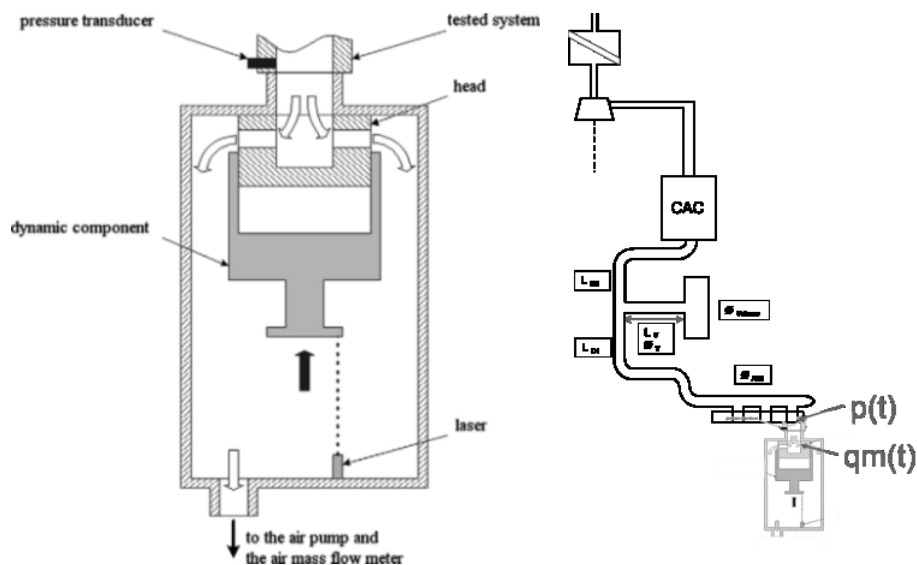 pressure transducer
tested system
head
dynamic component
laser
to the air pump and
the air mass flow meter
CAC
L
L
L
Ø
Ø
p(t)
qm(t)